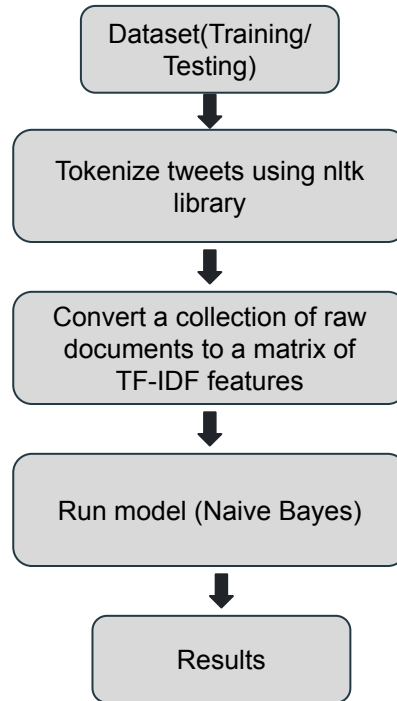 Dataset(Training/
Testing)
Tokenize tweets using nltk
library
Convert a collection of raw
documents to a matrix of
TF-IDF features
Run model (Naive Bayes)
Results